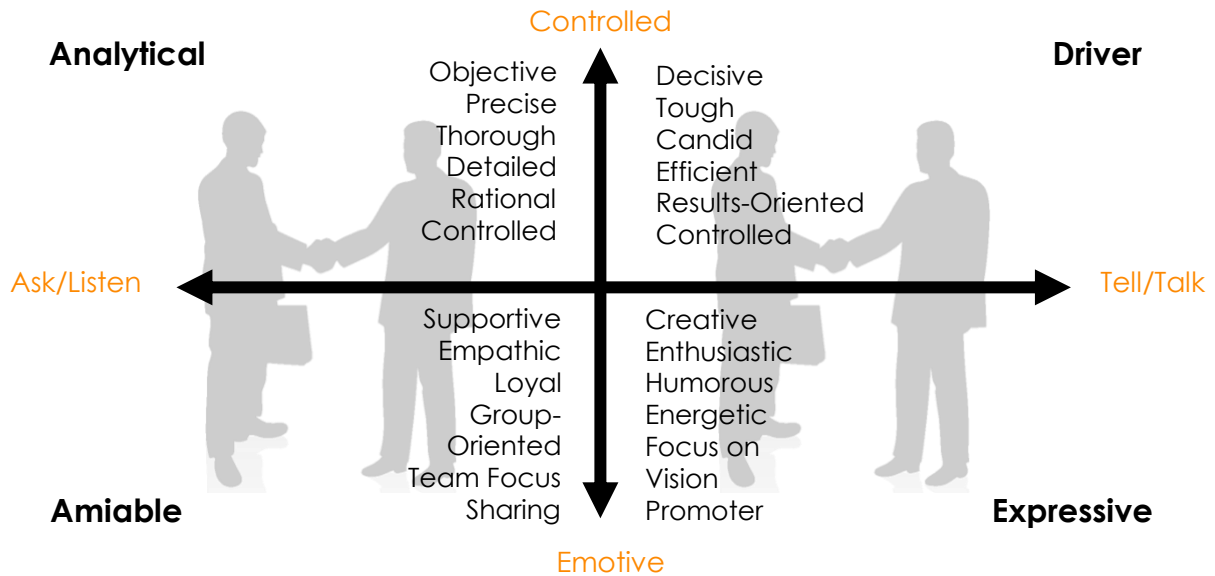 Controlled
Analytical
Driver
Objective
Precise
Thorough
Detailed
Rational
Controlled
Decisive
Tough
Candid
Efficient
Results-Oriented
Controlled
Ask/Listen
Tell/Talk
Supportive
Empathic
Loyal
Group-
Oriented
Team Focus
Sharing
Creative
Enthusiastic
Humorous
Energetic
Focus on
Vision
Promoter
Amiable
Expressive
Emotive